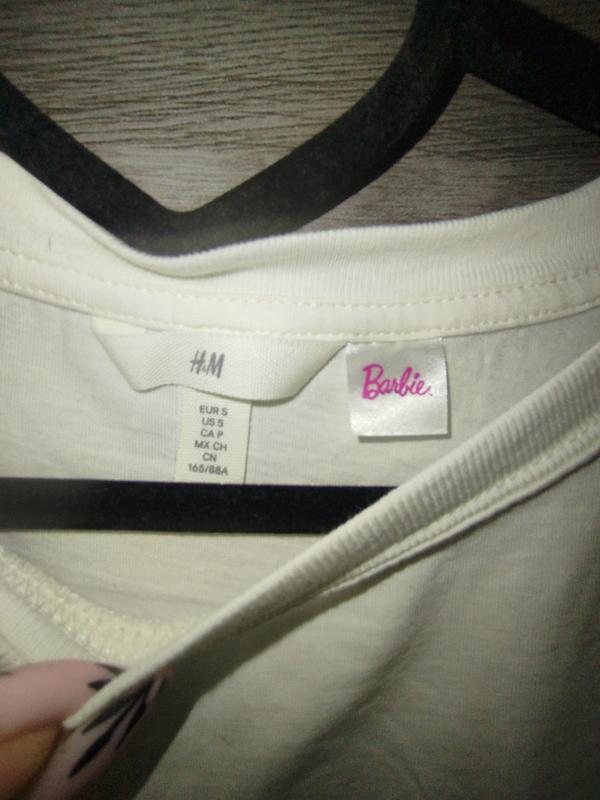 H&M
Barbie
EUR S
US S
CA P
MX CH
CN
165/88A